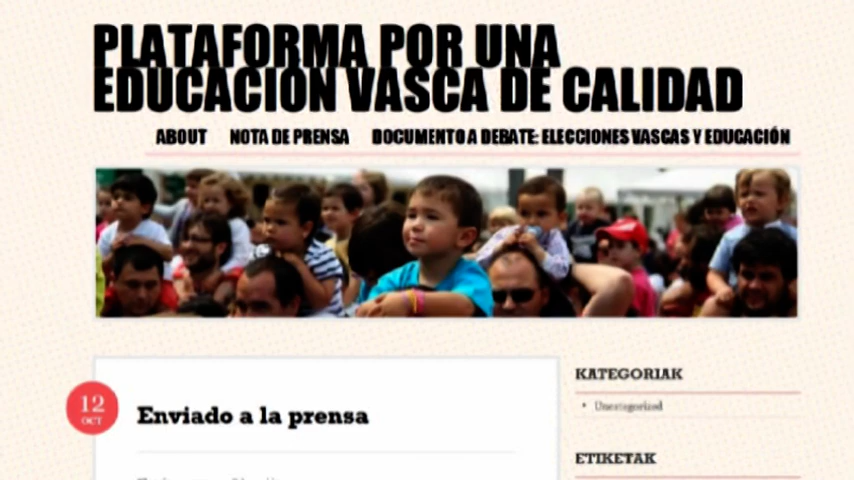 PLATAFORMA POR UNA
EDUCACIÓN VASCA DE CALIDAD
ABOUT NOTA DE PRENSA DOCUMENTO A DEBATE: ELECCIONES VASCAS Y EDUCACIÓN
12
OCT
Enviado a la prensa
KATEGORIAK
Uncategorized
ETIKETAK